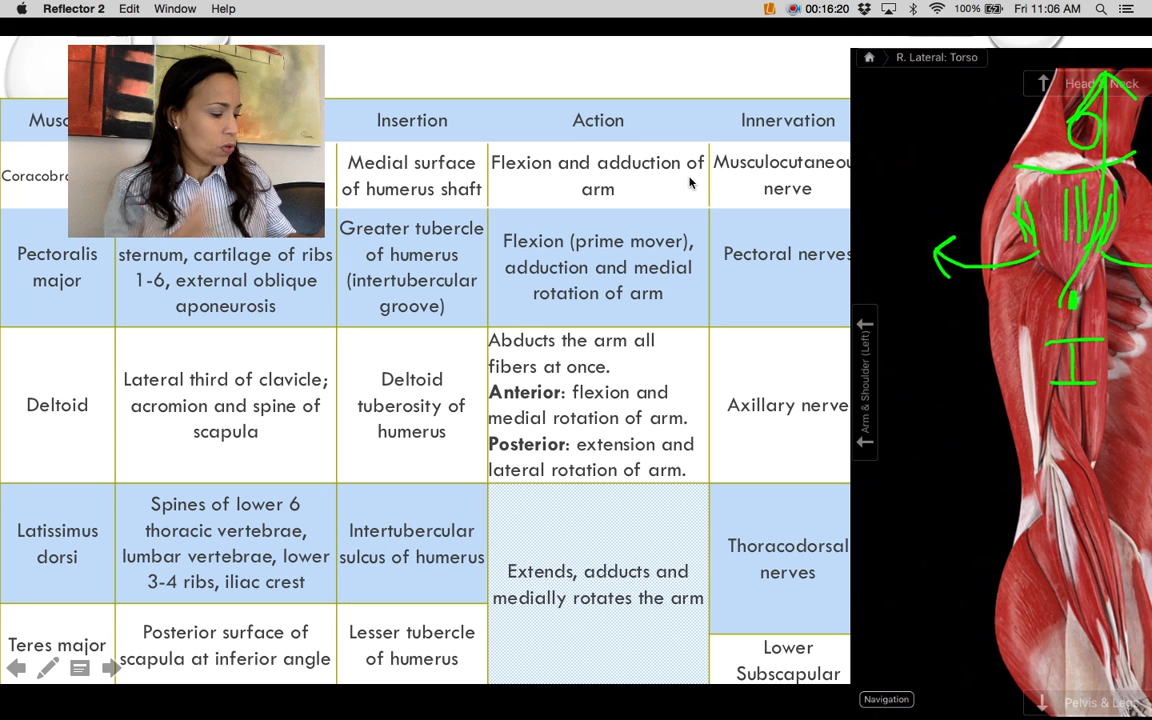 Reflector 2 Edit Window Help 00:16:20 100% Fri 11:06 AM
R. Lateral: Torso
Head & Neck
Insertion Action Innervation
Medial surface
of humerus shaft
Flexion and adduction of
arm
nerve
Pectoralis
major
sternum, cartilage of ribs
1-6, external oblique
aponeurosis
Greater tubercle
of humerus
(intertubercular
groove)
Flexion (prime mover),
adduction and medial
rotation of arm
Pectoral nerves
Deltoid
Lateral third of clavicle;
acromion and spine of
scapula
Deltoid
tuberosity of
humerus
Abducts the arm all
fibers at once.
Anterior: flexion and
medial rotation of arm.
Posterior: extension and
lateral rotation of arm.
Axillary nerve
Latissimus
dorsi
Spines of lower 6
thoracic vertebrae,
lumbar vertebrae, lower
3-4 ribs, iliac crest
Intertubercular
sulcus of humerus
Extends, adducts and
medially rotates the arm
Thoracodorsal
nerves
Teres major
Posterior surface of
scapula at inferior angle
Lesser tubercle
of humerus
Lower
Subscapular
Arm & Shoulder (Left)
O
I
Navigation
Pelvis &